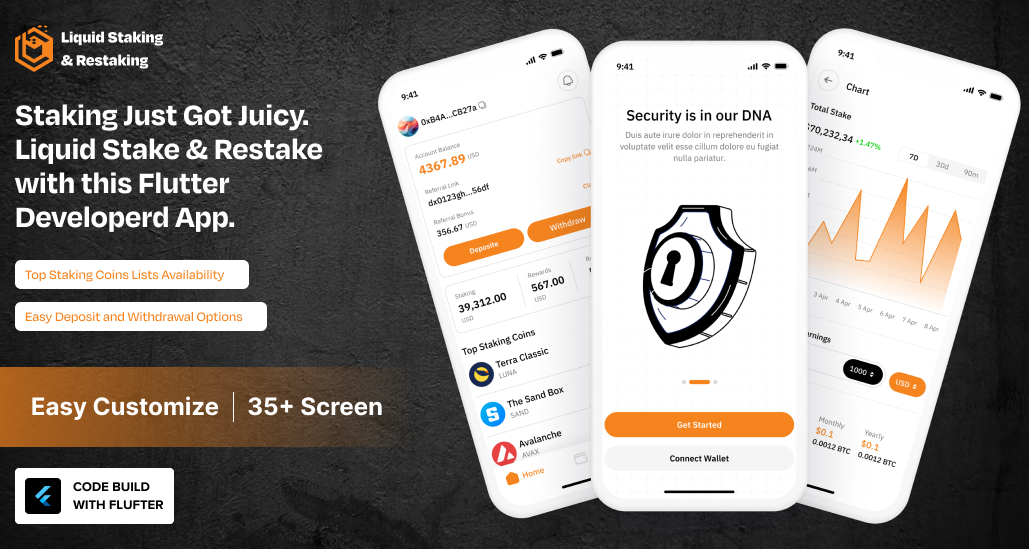 Liquid Staking
& Restaking
Staking Just Got Juicy.
Liquid Stake & Restake
with this Flutter
Developerd App.
Top Staking Coins Lists Availability
Easy Deposit and Withdrawal Options
Easy Customize | 35+ Screen
CODE BUILD
WITH FLUFTER
9:41
0xB4A...CB27a
Account Balance
4367.89 USD
Copy link
Referral Link
dx0123gh...56df
Referral Bonus
356.67 USD
Deposite
Withdraw
Staking
39,312.00
USD
Rewards
567.00
USD
Top Staking Coins
Terra Classic
LUNA
The Sand Box
SAND
Avalanche
AVAX
Home
9:41
Security is in our DNA
Duis aute irure dolor in reprehenderit in
voluptate velit esse cillum dolore eu fugiat
nulla pariatur.
Get Started
Connect Wallet
9:41
Chart
Total Stake
$70,232,34 +1.47%
7D 30d 90m
224M
3 Apr 4 Apr 5 Apr 6 Apr 7 Apr 8 Apr
1000
USD
Monthly
$0.1
0.0012 BTC
Yearly
$0.1
0.0012 BTC